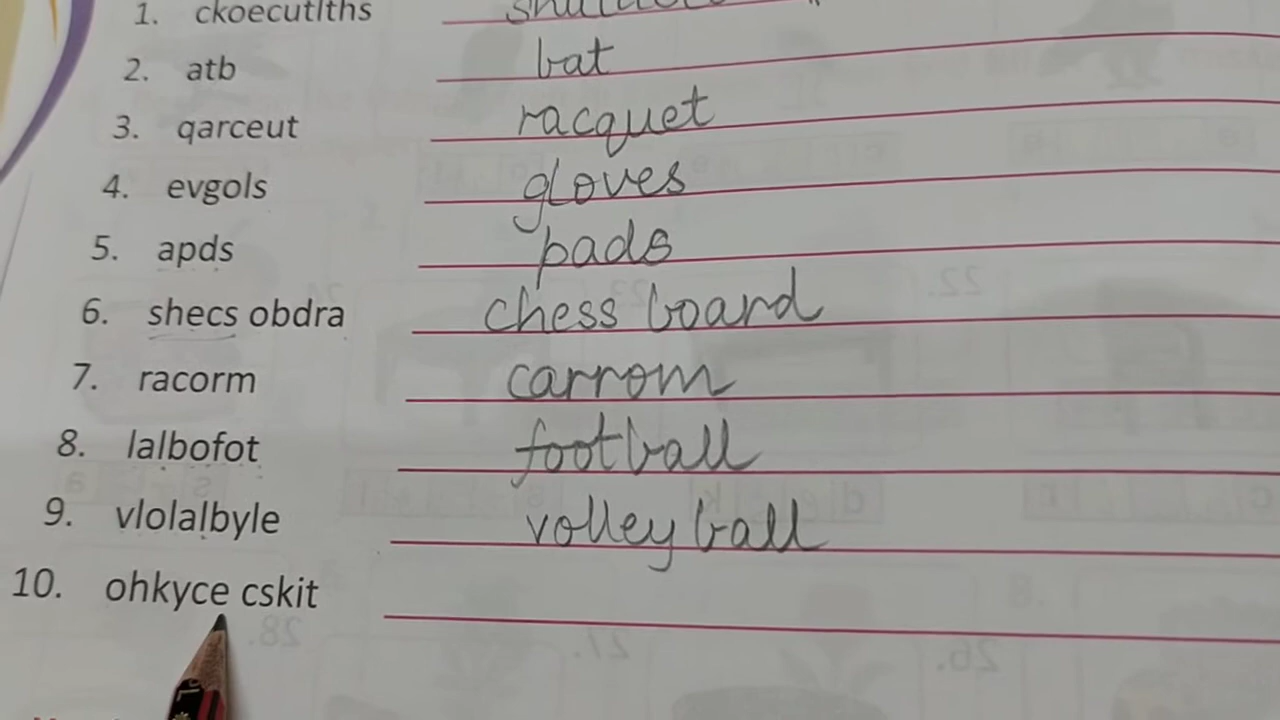 1. ckoecutlths
2. atb bat
3. qarceut racquet
4. evgols gloves
5. apds pads
6. shecs obdra chess board
7. racorm carrom
8. lalbofot football
9. vlolalbyle volley ball
10. ohkyce cskit